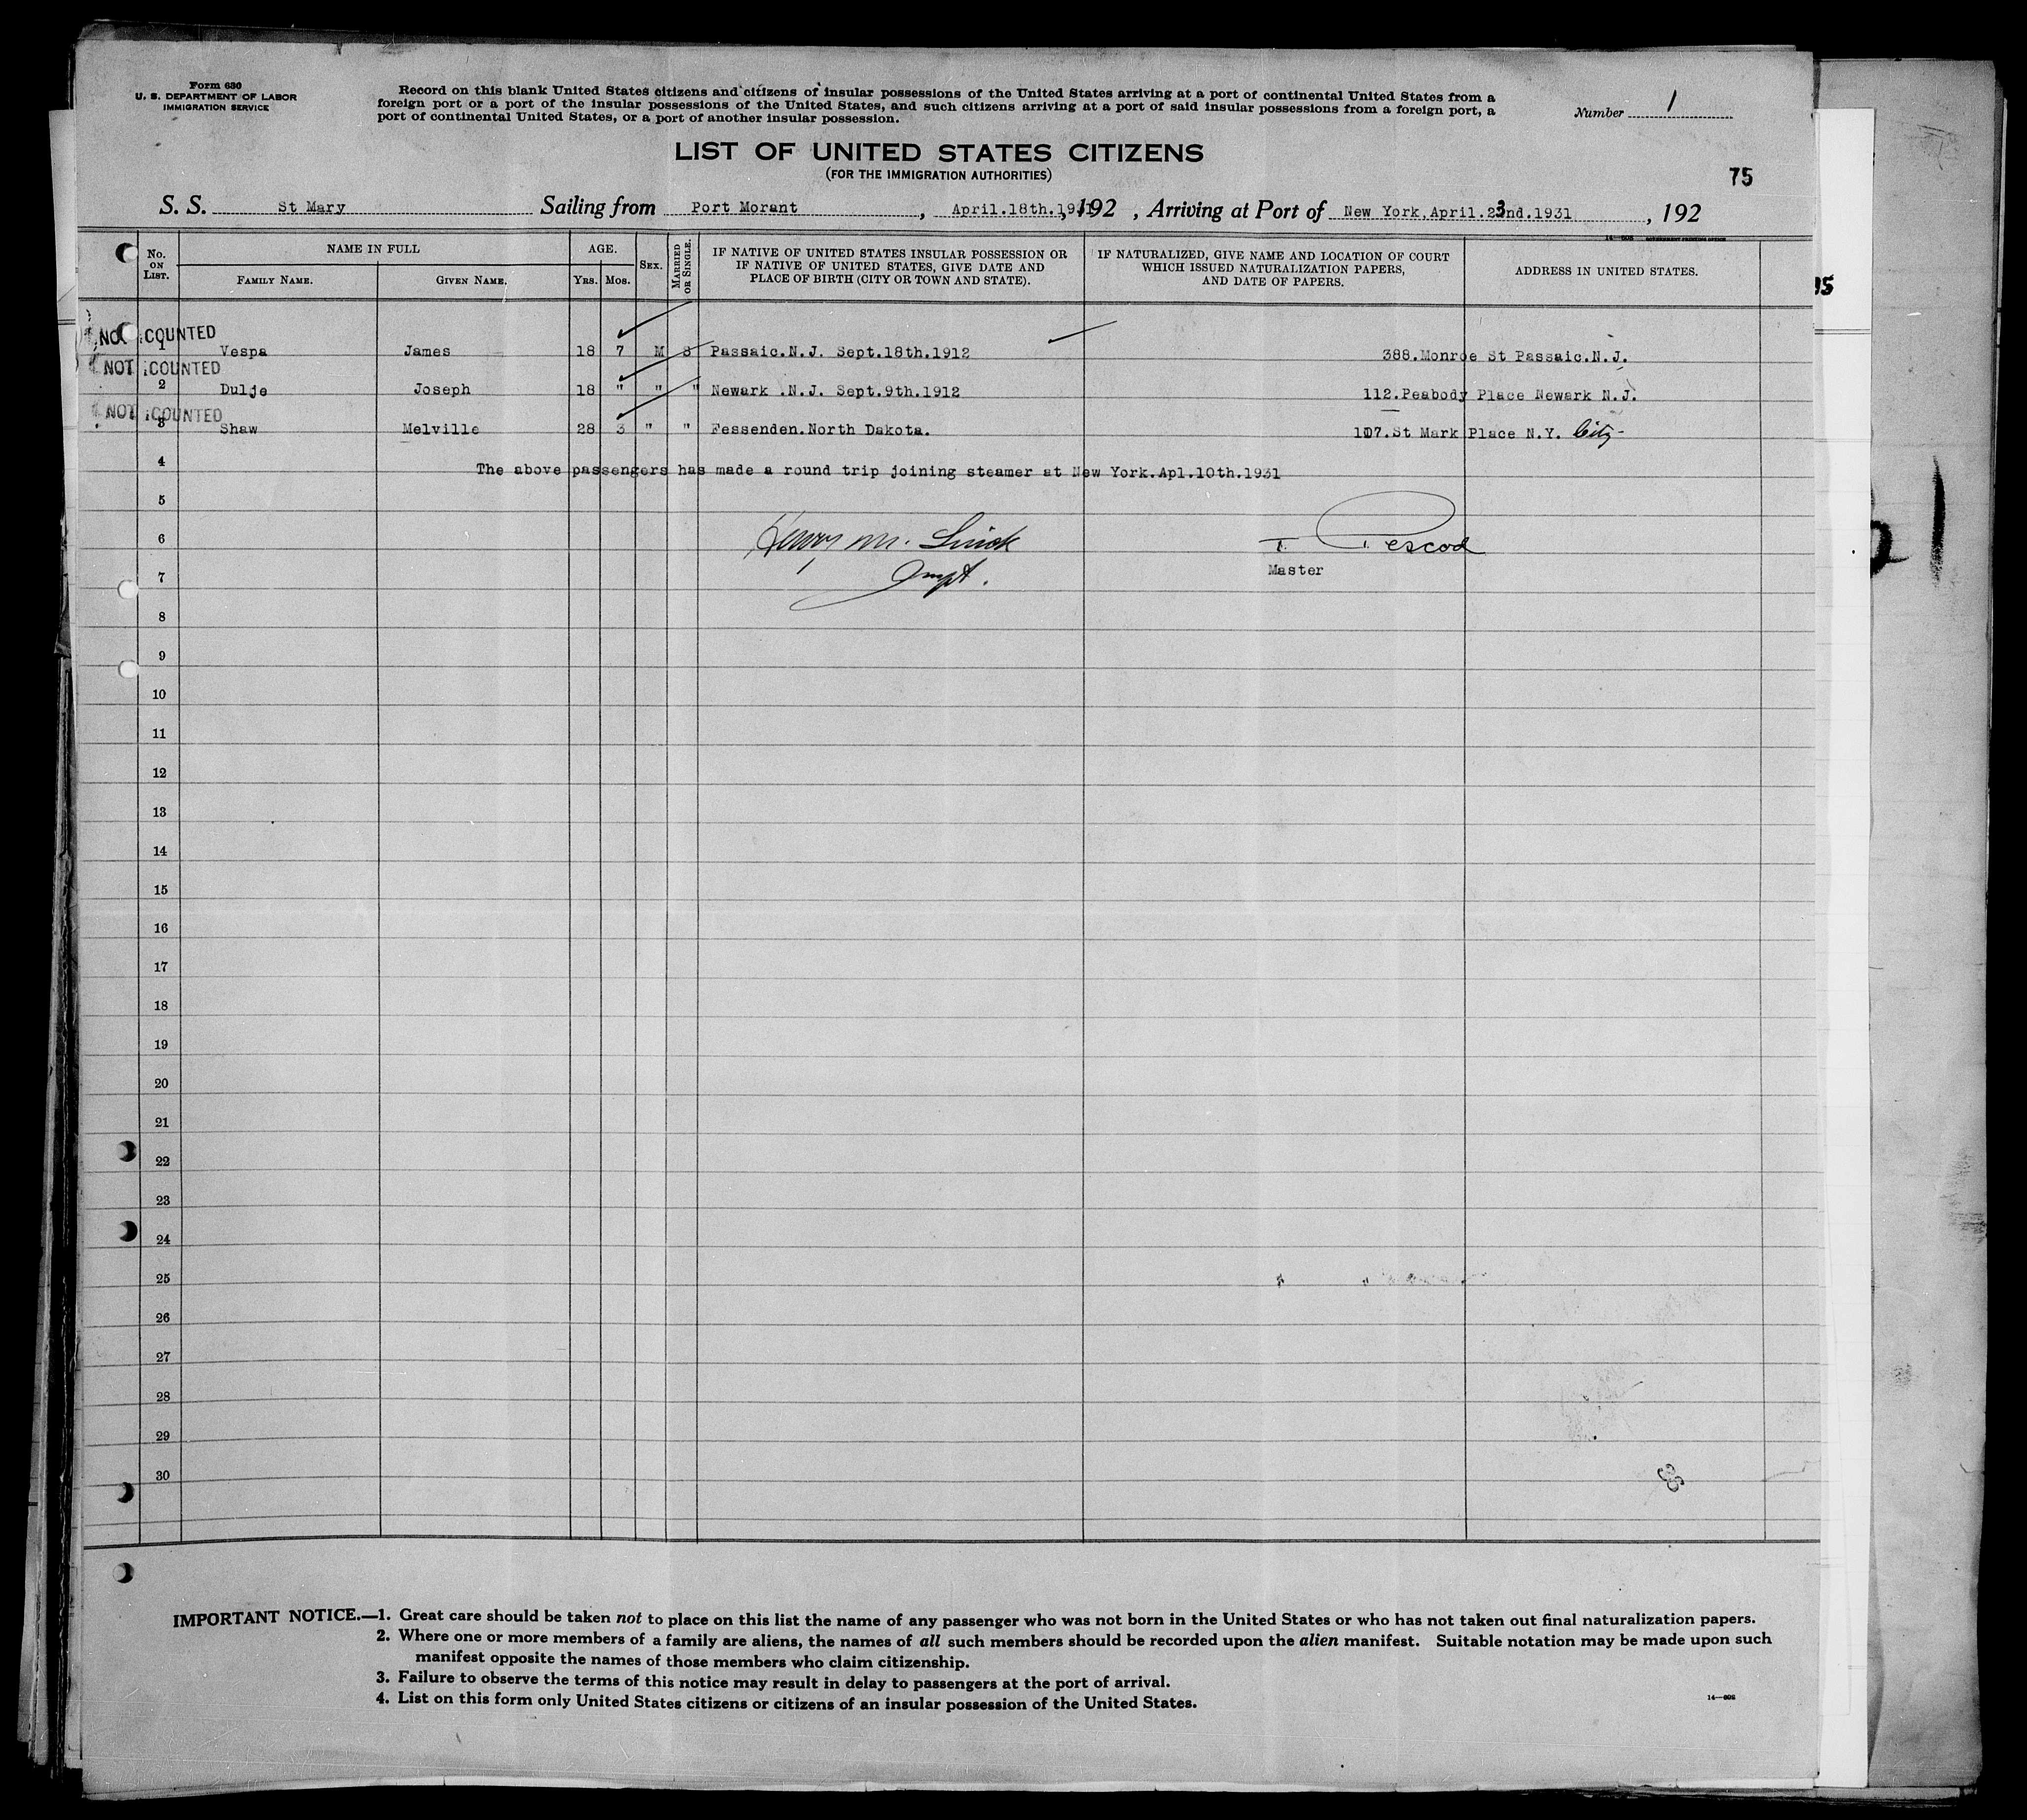 Form 630
U. S. DEPARTMENT OF LABOR
IMMIGRATION SERVICE
Record on this blank United States citizens and citizens of insular possessions of the United States arriving at a port of continental United States from a
foreign port or a port of the insular possessions of the United States, and such citizens arriving at a port of said insular possessions from a foreign port, a
port of continental United States, or a port of another insular possession.
Number 1
LIST OF UNITED STATES CITIZENS
(FOR THE IMMIGRATION AUTHORITIES)
75
S. S. St Mary Sailing from Port Morant, April.18th.1931, 192 , Arriving at Port of New York,April.23nd.1931, 192
No. ON LIST. NAME IN FULL FAMILY NAME. GIVEN NAME. AGE. YRS. MOS. SEX. MARRIED OR SINGLE. IF NATIVE OF UNITED STATES INSULAR POSSESSION OR IF NATIVE OF UNITED STATES, GIVE DATE AND PLACE OF BIRTH (CITY OR TOWN AND STATE). IF NATURALIZED, GIVE NAME AND LOCATION OF COURT WHICH ISSUED NATURALIZATION PAPERS, AND DATE OF PAPERS. ADDRESS IN UNITED STATES.
NOT COUNTED
1 Vespa James 18 7 M S Passaic.N.J. Sept.18th.1912 388.Monroe St Passaic.N.J.
NOT COUNTED
2 Dulje Joseph 18 " " " Newark .N.J. Sept.9th.1912 112.Peabody Place Newark N.J.
NOT COUNTED
3 Shaw Melville 28 3 " " Fessenden.North Dakota. 107.St Mark Place N.Y. City
4 The above passengers has made a round trip joining steamer at New York.Apl.10th.1931
5
6 Pescod
7 Master
8
9
10
11
12
13
14
15
16
17
18
19
20
21
22
23
24
25
26
27
28
29
30
IMPORTANT NOTICE.—1. Great care should be taken not to place on this list the name of any passenger who was not born in the United States or who has not taken out final naturalization papers.
2. Where one or more members of a family are aliens, the names of all such members should be recorded upon the alien manifest. Suitable notation may be made upon such
manifest opposite the names of those members who claim citizenship.
3. Failure to observe the terms of this notice may result in delay to passengers at the port of arrival.
4. List on this form only United States citizens or citizens of an insular possession of the United States.